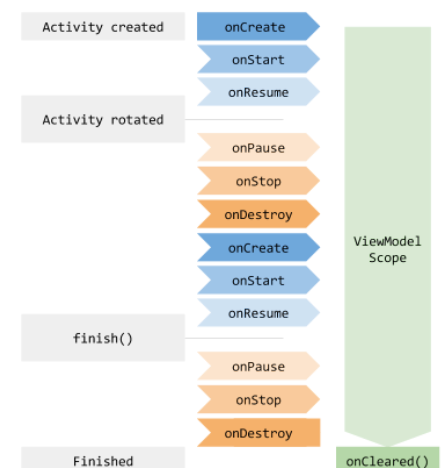 Activity created
onCreate
onStart
onResume
Activity rotated
onPause
onStop
onDestroy
onCreate
onStart
onResume
ViewModel
Scope
finish()
onPause
onStop
onDestroy
Finished
onCleared()